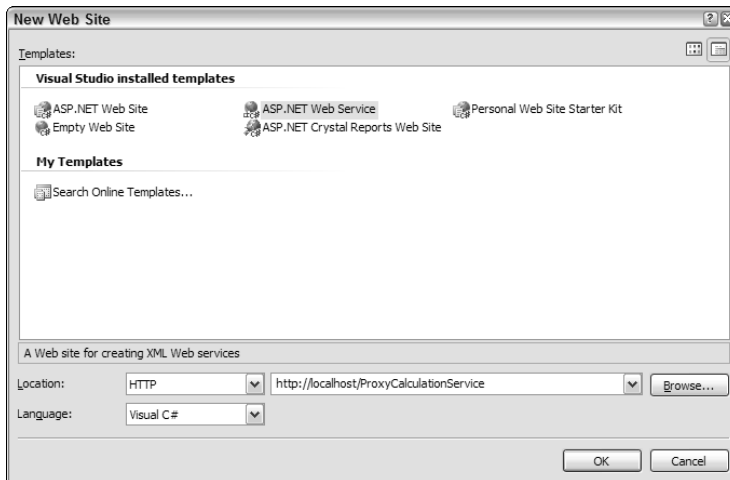 New Web Site
Templates:
Visual Studio installed templates
ASP.NET Web Site
ASP.NET Web Service
Personal Web Site Starter Kit
Empty Web Site
ASP.NET Crystal Reports Web Site
My Templates
Search Online Templates...
A Web site for creating XML Web services
Location:
HTTP
http://localhost/ProxyCalculationService
Browse...
Language:
Visual C#
OK
Cancel